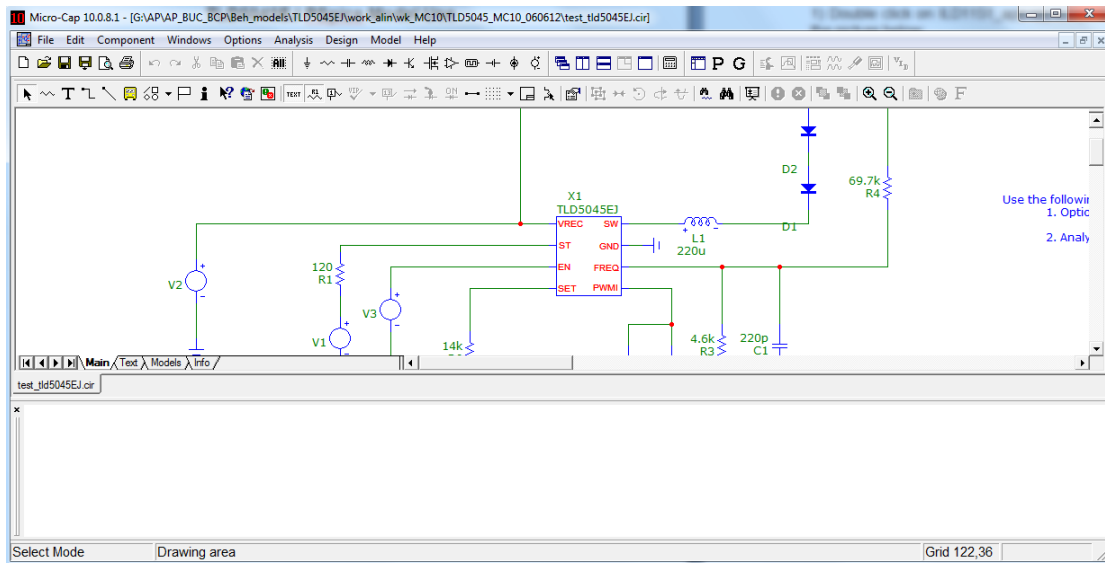 Micro-Cap 10.0.8.1 - [G:\AP\AP_BUC_BCP\Beh_models\TLD5045EJ\work_alin\wk_MC10\TLD5045_MC10_060612\test_tld5045EJ.cir]
File Edit Component Windows Options Analysis Design Model Help
P G
T TEXT F
D2
69.7k
R4
X1
TLD5045EJ
Use the followin
1. Optio
2. Analy
VREC SW
D1
ST GND
L1
220u
120
R1
EN FREQ
SET PWMI
V2
V3
V1
14k
4.6k
R3
220p
C1
Main Text Models Info
test_tld5045EJ.cir
Select Mode Drawing area Grid 122,36